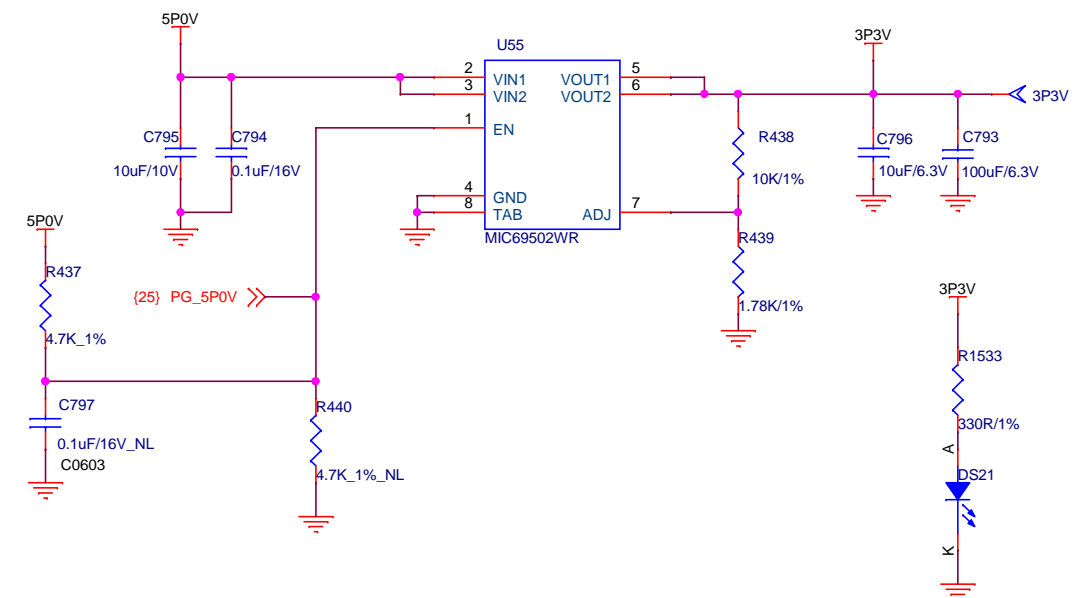 5P0V
U55
3P3V
2
VIN1
VOUT1
5
3
VIN2
VOUT2
6
3P3V
1
EN
C795
C794
R438
C796
C793
10uF/10V
0.1uF/16V
10K/1%
10uF/6.3V
100uF/6.3V
4
GND
8
TAB
ADJ
7
MIC69502WR
R439
5P0V
R437
{25} PG_5P0V
1.78K/1%
3P3V
4.7K_1%
R1533
C797
R440
330R/1%
0.1uF/16V_NL
C0603
A
4.7K_1%_NL
DS21
K